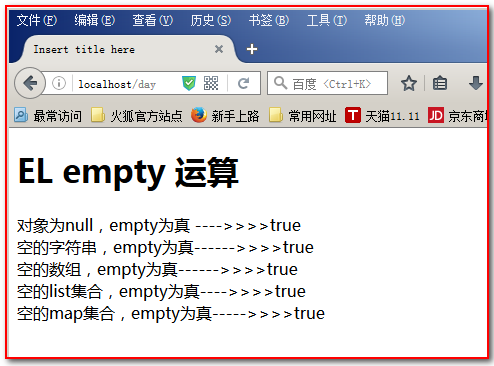 文件(F) 编辑(E) 查看(V) 历史(S) 书签(B) 工具(T) 帮助(H)
Insert title here
localhost/day 百度 <Ctrl+K>
最常访问 火狐官方站点 新手上路 常用网址 T 天猫11.11 JD 京东商
EL empty 运算
对象为null，empty为真 ---->>>>true
空的字符串，empty为真------>>>>true
空的数组，empty为真------>>>>true
空的list集合，empty为真---->>>>true
空的map集合，empty为真----->>>>true